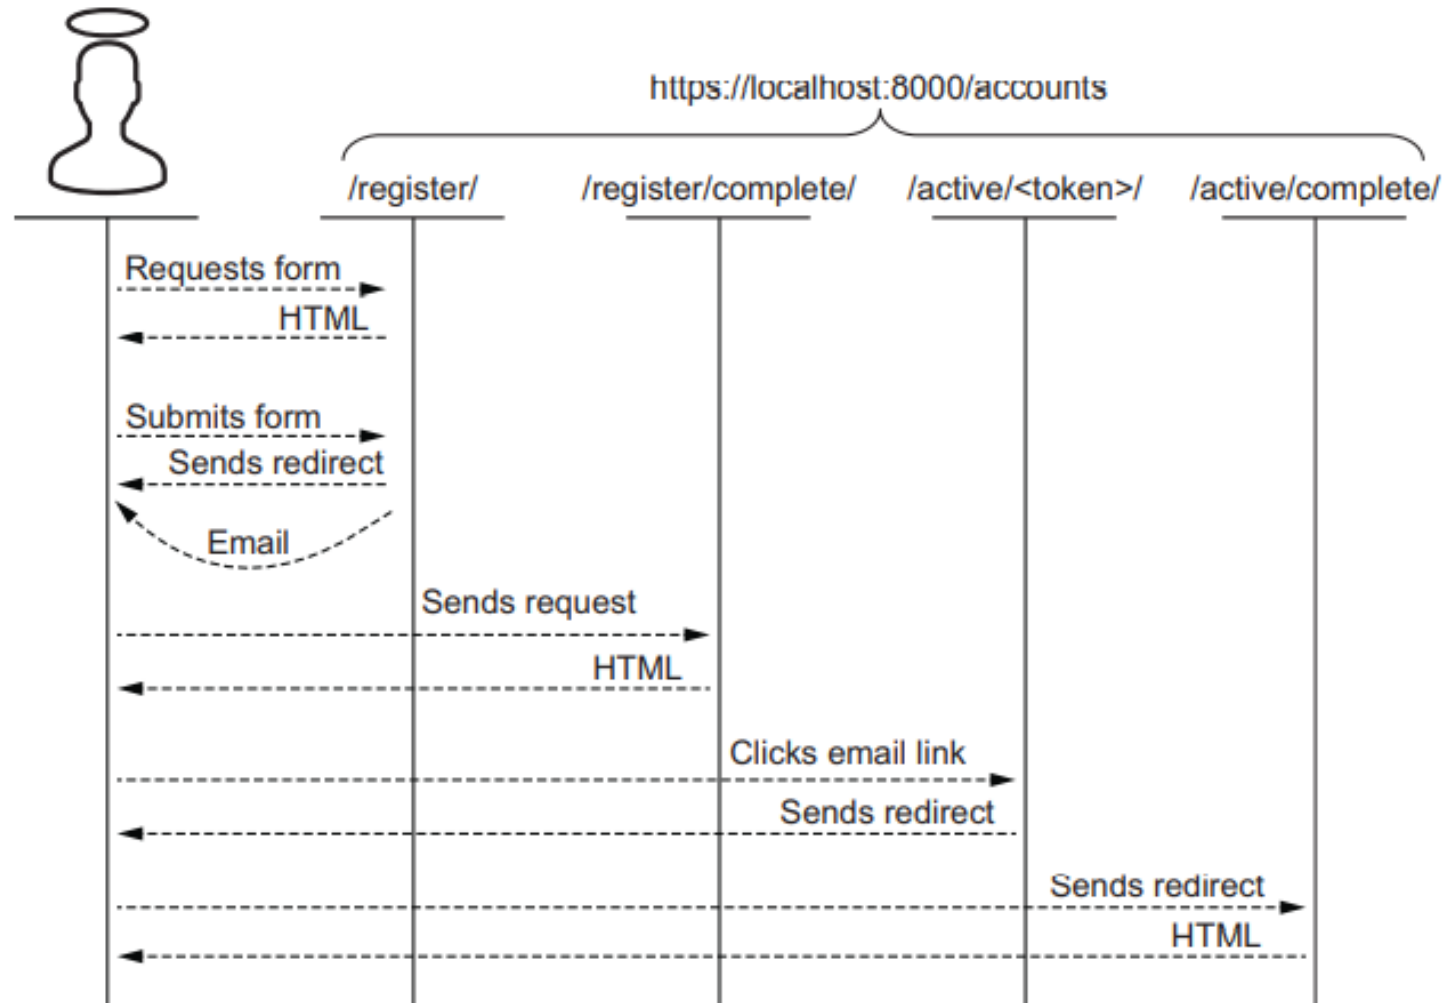 https://localhost:8000/accounts
/register/ /register/complete/ /active/<token>/ /active/complete/
Requests form
HTML
Submits form
Sends redirect
Email
Sends request
HTML
Clicks email link
Sends redirect
Sends redirect
HTML